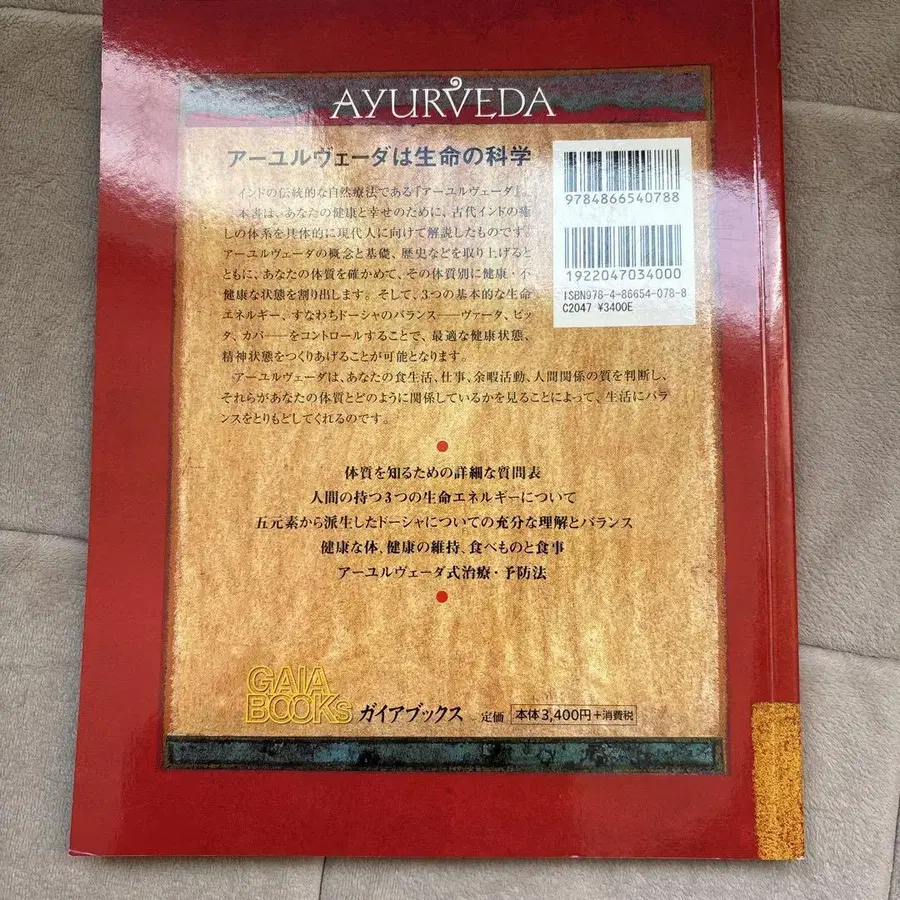 AYURVEDA
アーユルヴェーダは生命の科学
インドの伝統的な自然療法である『アーユルヴェーダ』。
本書は、あなたの健康と幸せのために、古代インドの癒
しの体系を具体的に現代人に向けて解説したものです。
アーユルヴェーダの概念と基礎、歴史などを取り上げると
ともに、あなたの体質を確かめて、その体質別に健康・不
健康な状態を割り出します。そして、3つの基本的な生命
エネルギー、すなわちドーシャのバランス──ヴァータ、ピッ
タ、カパ──をコントロールすることで、最適な健康状態、
精神状態をつくりあげることが可能となります。
アーユルヴェーダは、あなたの食生活、仕事、余暇活動、人間関係の質を判断し、
それらがあなたの体質とどのように関係しているかを見ることによって、生活にバラ
ンスをとりもどしてくれるのです。
9784866540788
1922047034000
ISBN978-4-86654-078-8
C2047 ¥3400E
体質を知るための詳細な質問表
人間の持つ3つの生命エネルギーについて
五元素から派生したドーシャについての充分な理解とバランス
健康な体、健康の維持、食べものと食事
アーユルヴェーダ式治療・予防法
GAIA
BOOKs
ガイアブックス 定価 本体3,400円+消費税